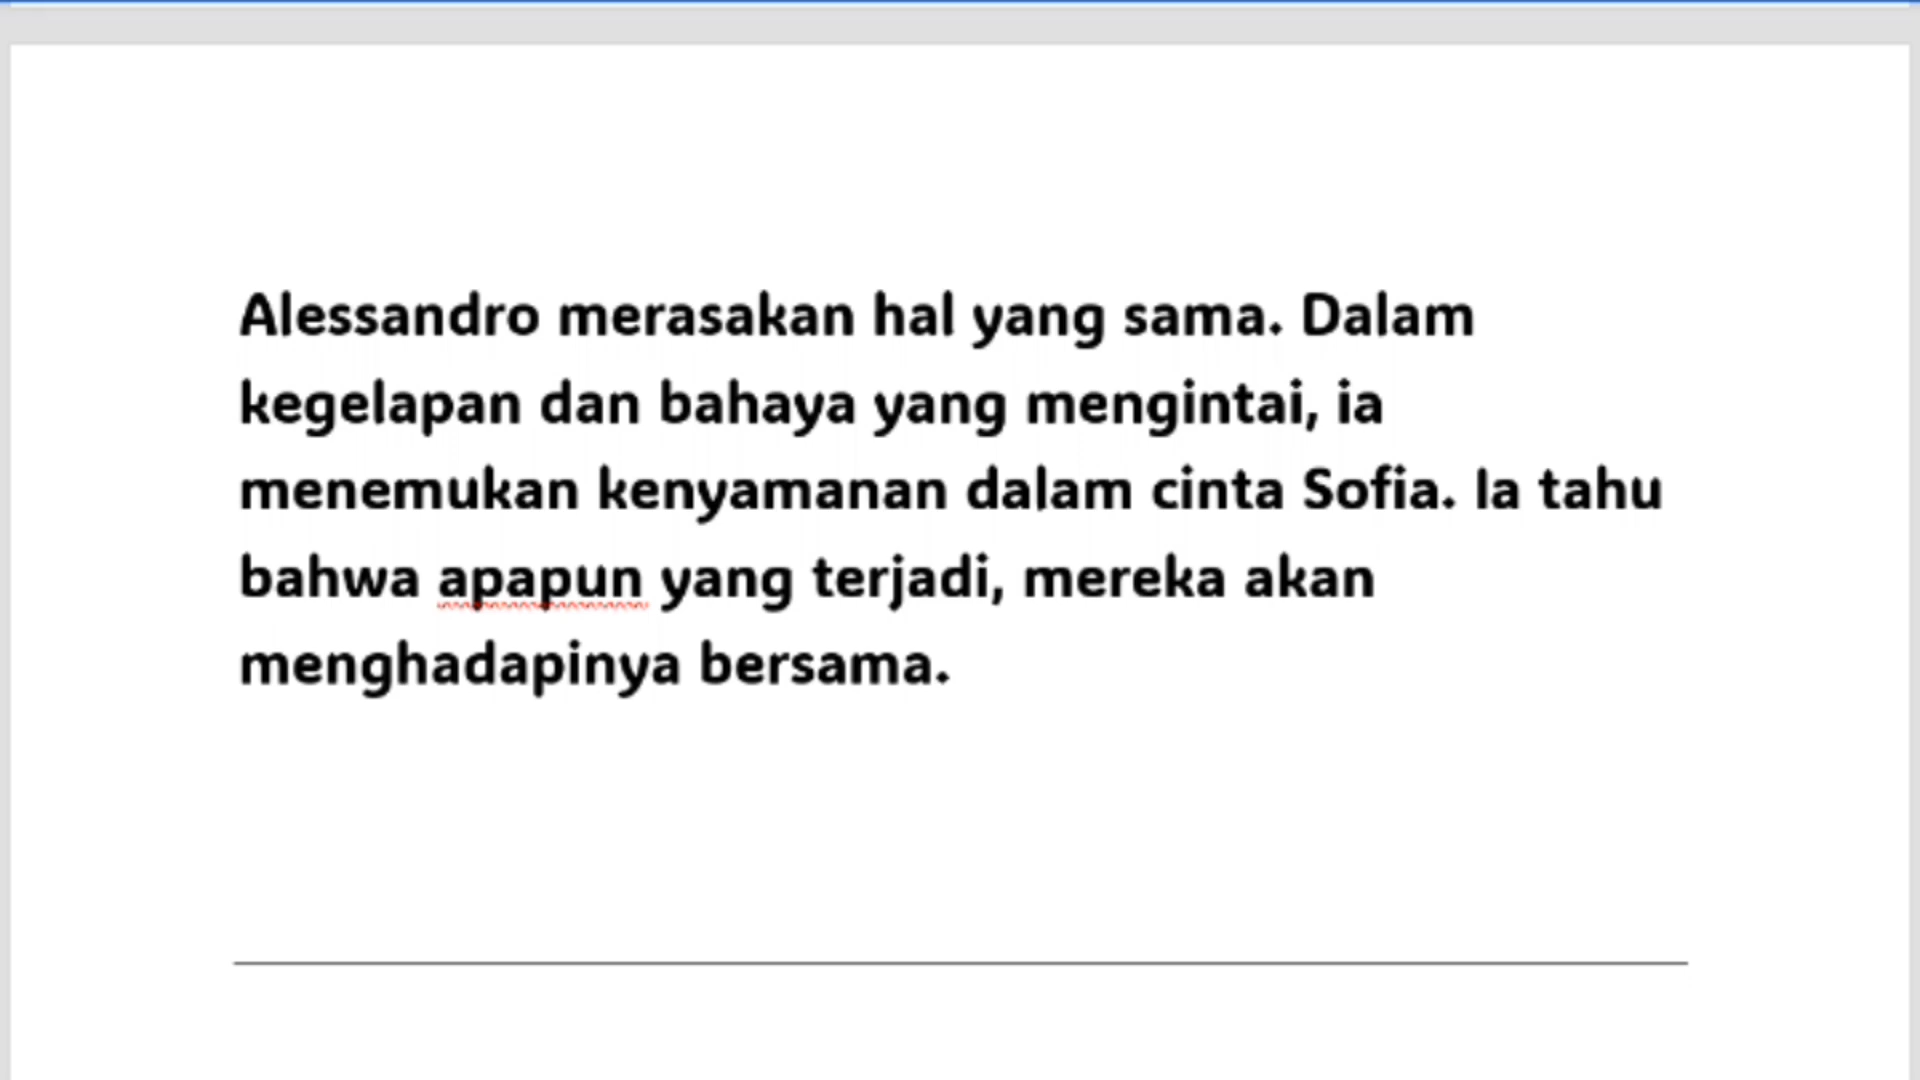 Alessandro merasakan hal yang sama. Dalam
kegelapan dan bahaya yang mengintai, ia
menemukan kenyamanan dalam cinta Sofia. Ia tahu
bahwa apapun yang terjadi, mereka akan
menghadapinya bersama.